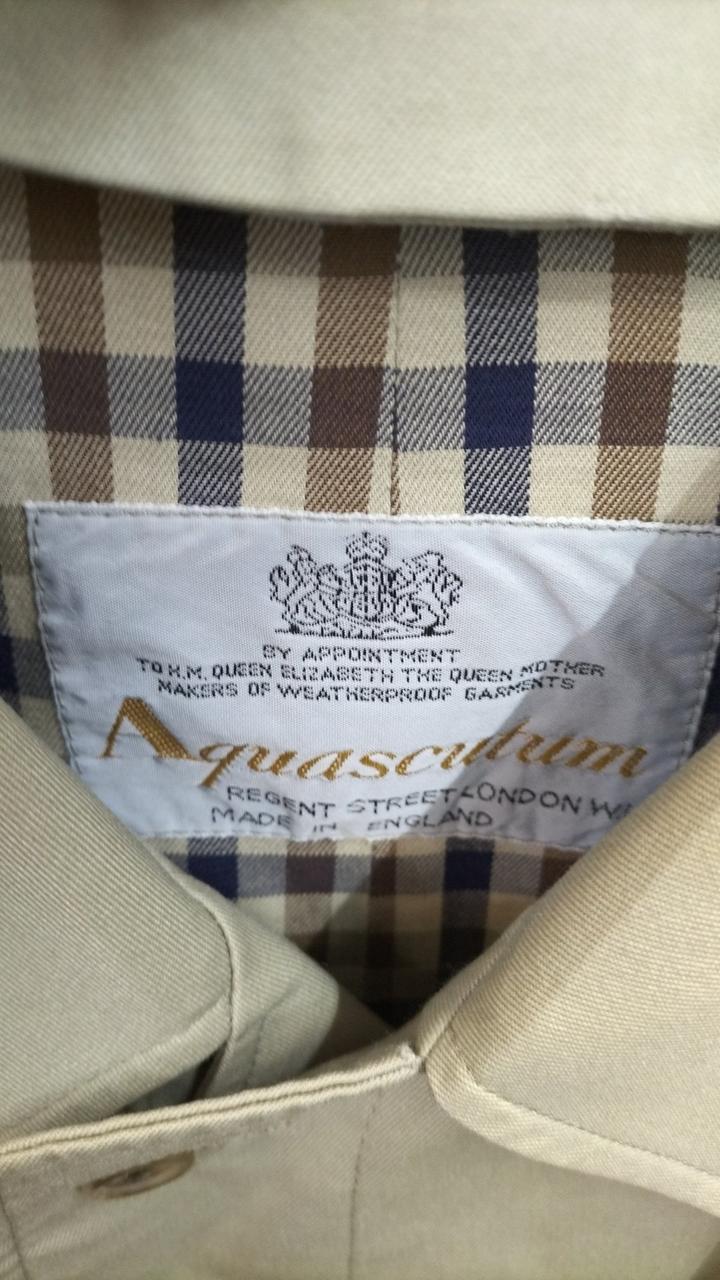 BY APPOINTMENT
TO H.M. QUEEN ELIZABETH THE QUEEN MOTHER
MAKERS OF WEATHERPROOF GARMENTS
Aquascutum
REGENT STREET LONDON
MADE IN ENGLAND